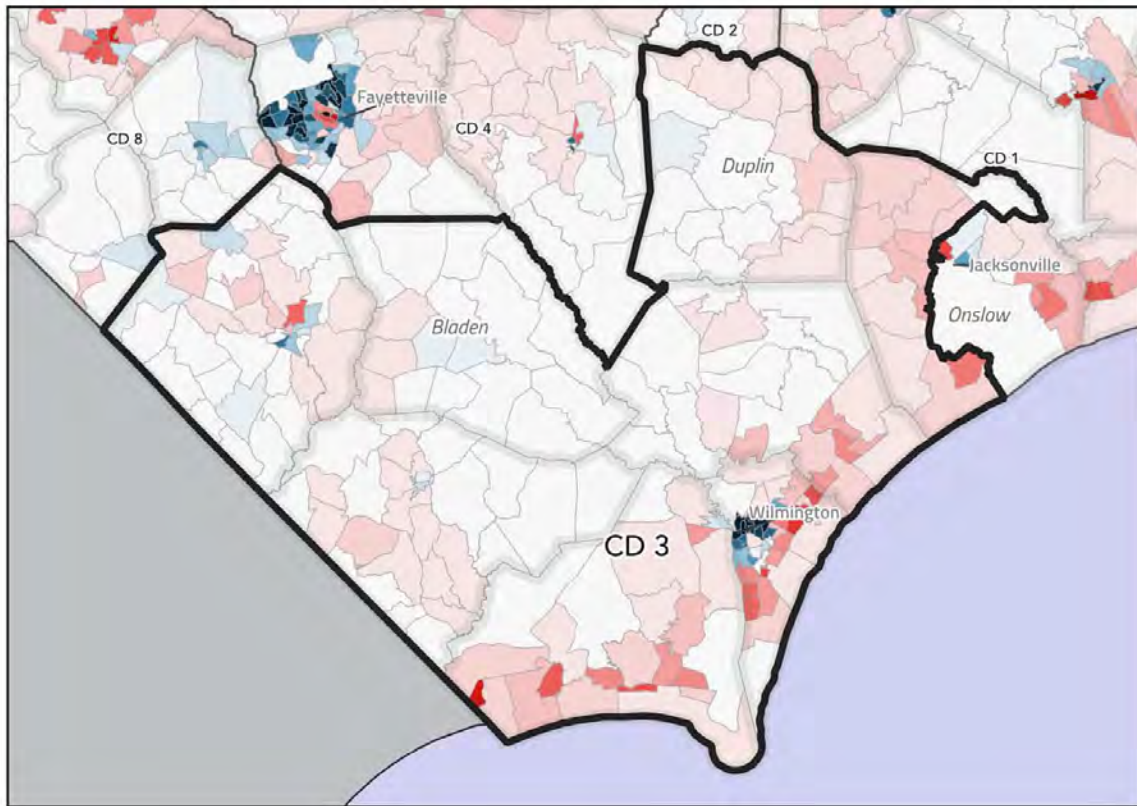 CD 2
Fayetteville
CD 4
CD 8
Duplin
CD 1
Jacksonville
Onslow
Bladen
Wilmington
CD 3